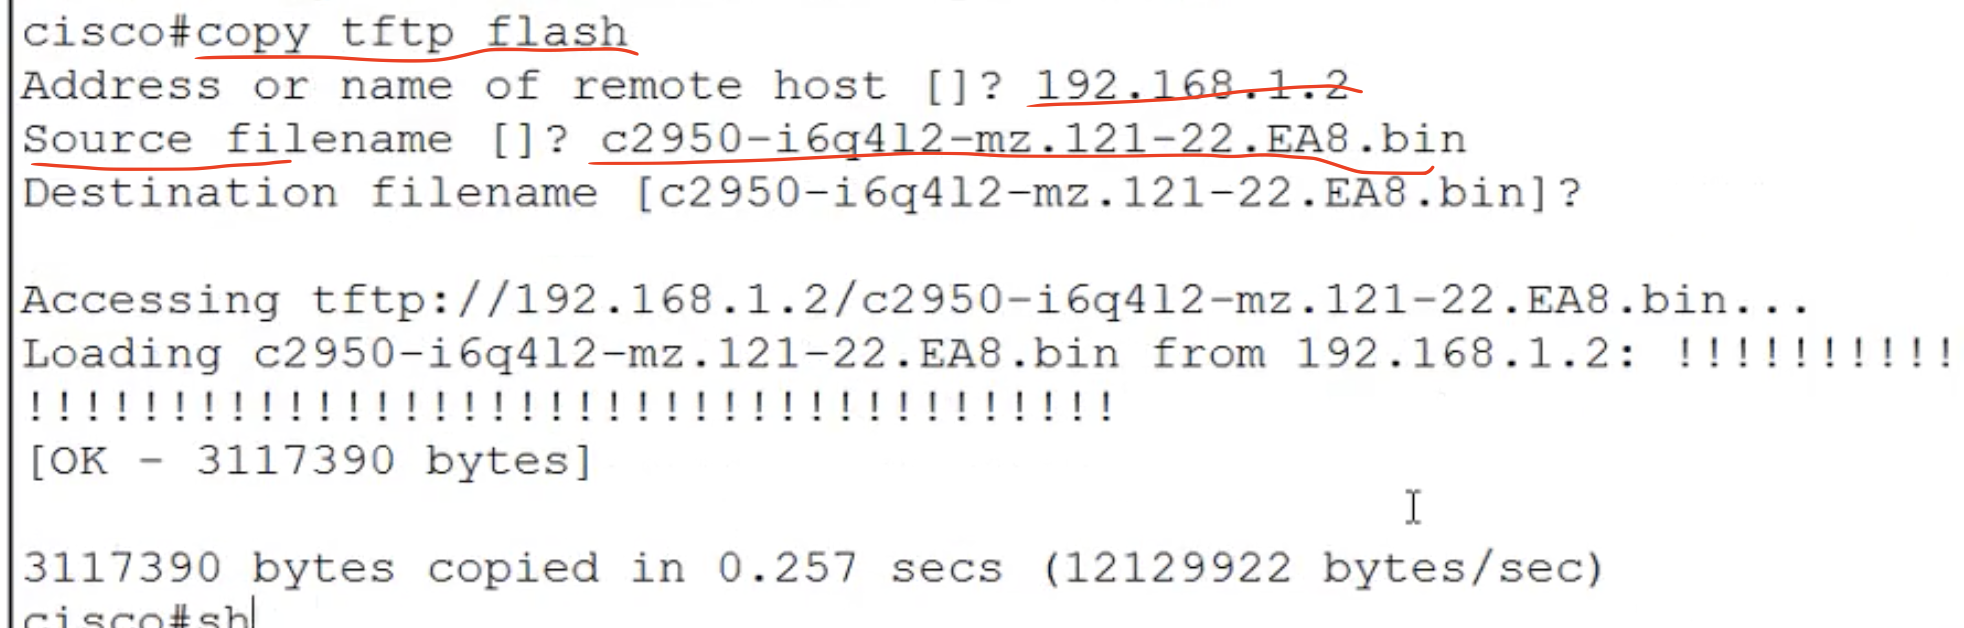 cisco#copy tftp flash
Address or name of remote host []? 192.168.1.2
Source filename []? c2950-i6q4l2-mz.121-22.EA8.bin
Destination filename [c2950-i6q4l2-mz.121-22.EA8.bin]?
Accessing tftp://192.168.1.2/c2950-i6q4l2-mz.121-22.EA8.bin...
Loading c2950-i6q4l2-mz.121-22.EA8.bin from 192.168.1.2: !!!!!!!!!!
!!!!!!!!!!!!!!!!!!!!!!!!!!!!!!!!!!!!!!
[OK - 3117390 bytes]
3117390 bytes copied in 0.257 secs (12129922 bytes/sec)
cisco#sh